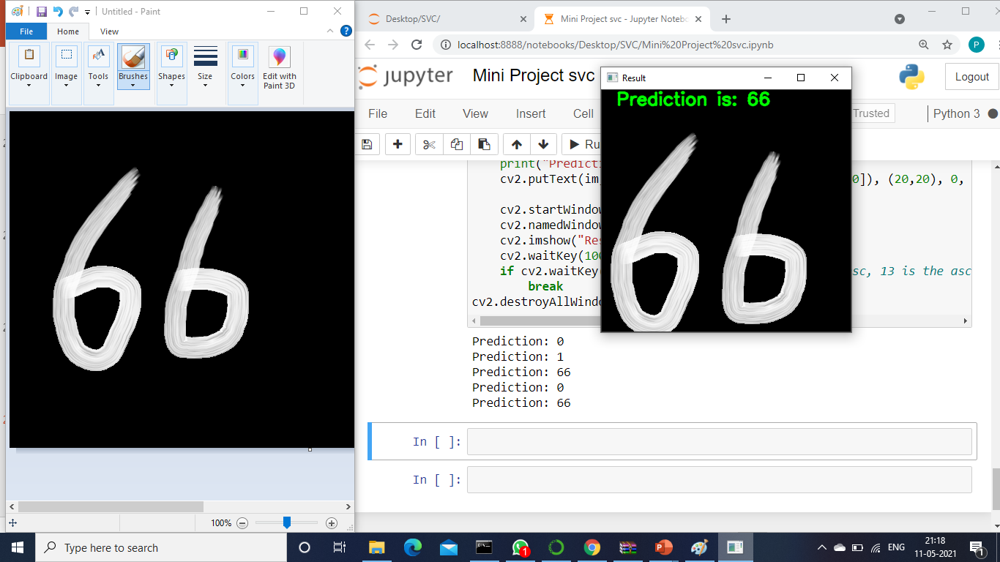 Untitled - Paint
File Home View
Clipboard Image Tools Brushes Shapes Size Colors Edit with Paint 3D
66
100%
Desktop/SVC/
Mini Project svc - Jupyter Notebo
localhost:8888/notebooks/Desktop/SVC/Mini%20Project%20svc.ipynb
P
jupyter Mini Project svc
Logout
File Edit View Insert Cell
Trusted
Python 3
Ru
Result
Prediction is: 66
66
print("Predicti
cv2.putText(im, 0]), (20,20), 0,
cv2.startWindow
cv2.namedWindow
cv2.imshow("Res
cv2.waitKey(100
if cv2.waitKey( sc, 13 is the asc
break
cv2.destroyAllWindo
Prediction: 0
Prediction: 1
Prediction: 66
Prediction: 0
Prediction: 66
In [ ]:
In [ ]:
Type here to search
1
ENG
21:18
11-05-2021
1